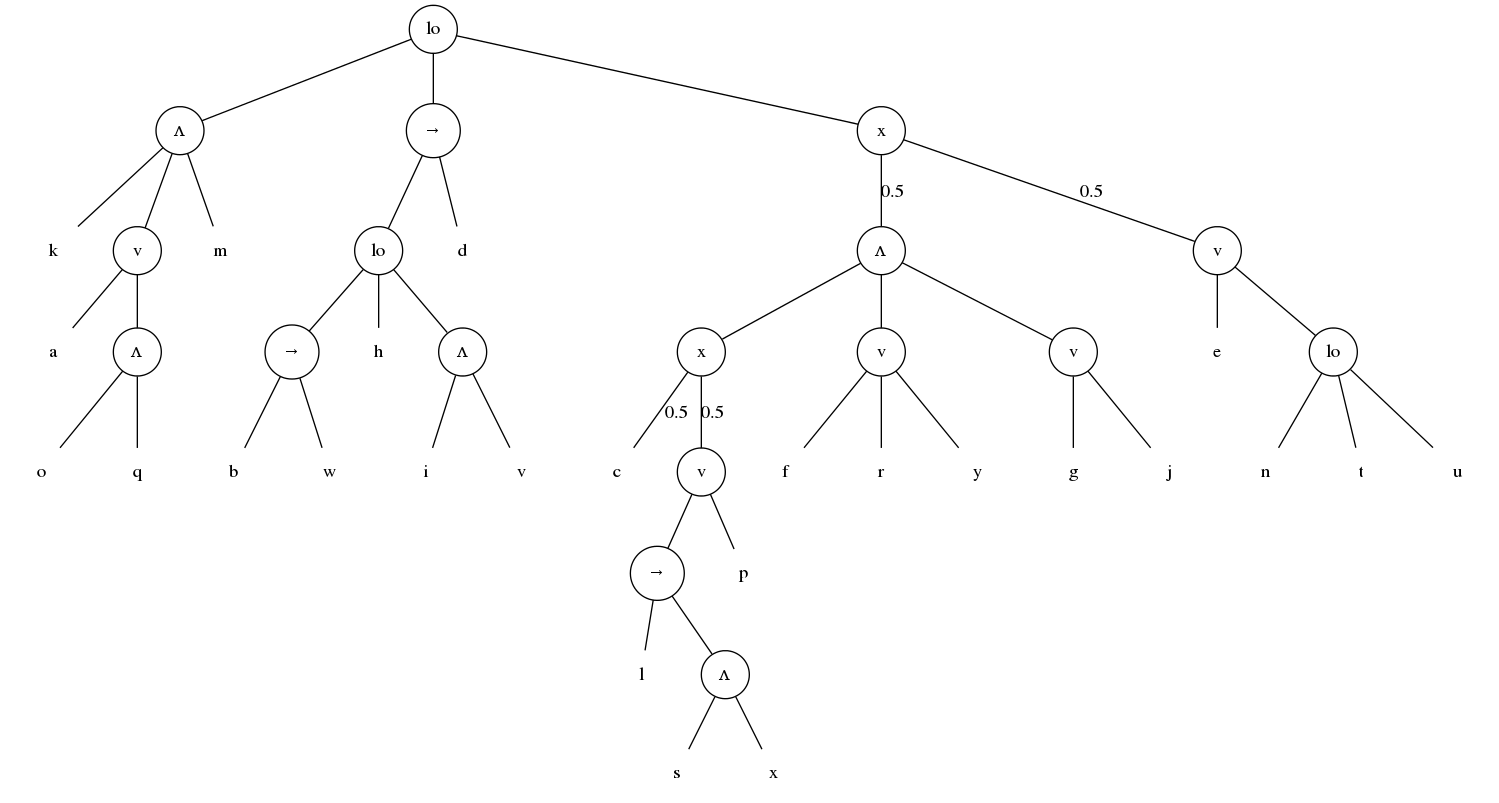 lo
Λ → x
0.5 0.5
k v m lo d Λ v
a Λ → h Λ x v v e lo
0.5 0.5
o q b w i v c v f r y g j n t u
→ p
l Λ
s x